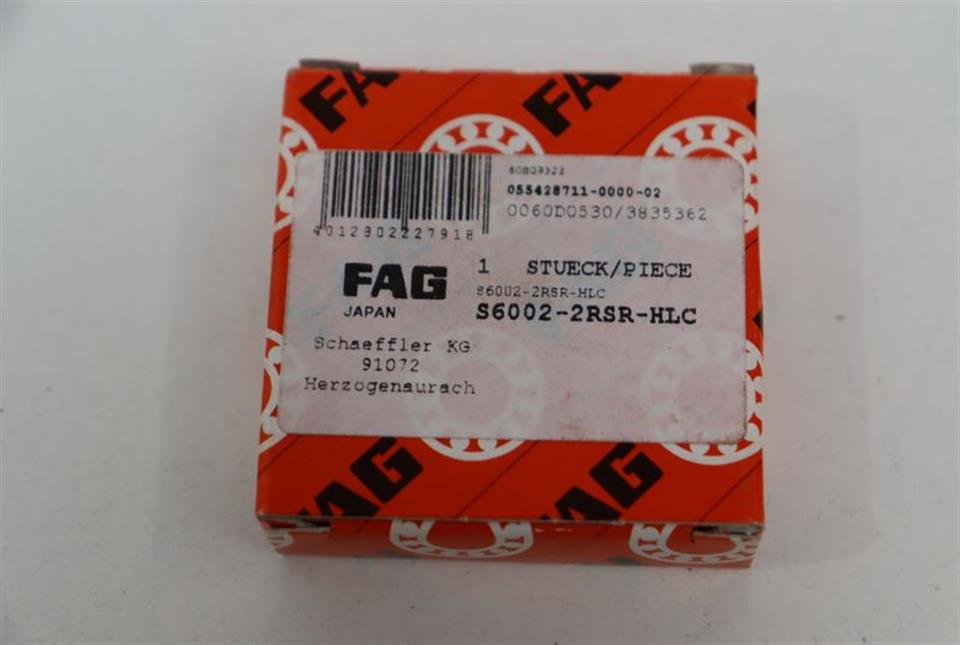 FAG
FAG
FAG
60809322
055428711-0000-02
0060D0530/3835362
4012802227918
FAG
JAPAN
1 STUECK/PIECE
S6002-2RSR-HLC
S6002-2RSR-HLC
Schaeffler KG
91072
Herzogenaurach
FAG
FAG